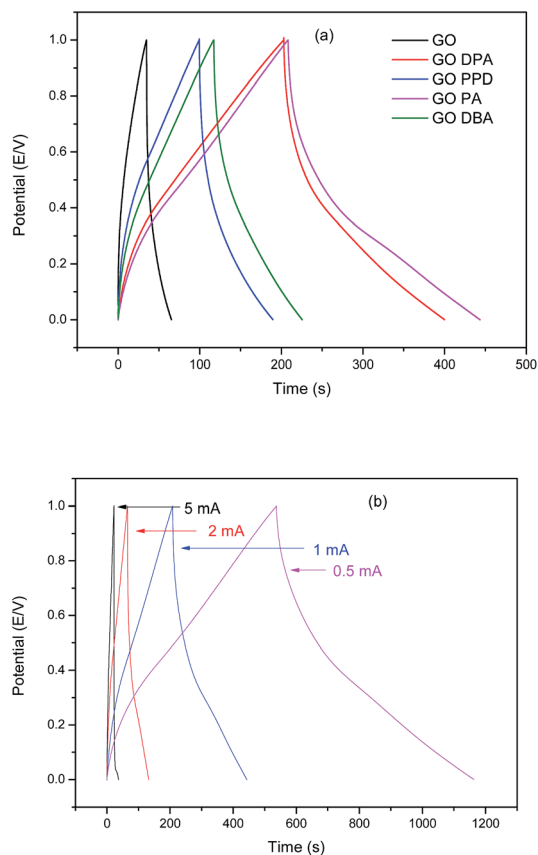 (a)
GO
GO DPA
GO PPD
GO PA
GO DBA
Potential (E/V)
1.0
0.8
0.6
0.4
0.2
0.0
0 100 200 300 400 500
Time (s)
(b)
5 mA
2 mA
1 mA
0.5 mA
Potential (E/V)
1.0
0.8
0.6
0.4
0.2
0.0
0 200 400 600 800 1000 1200
Time (s)